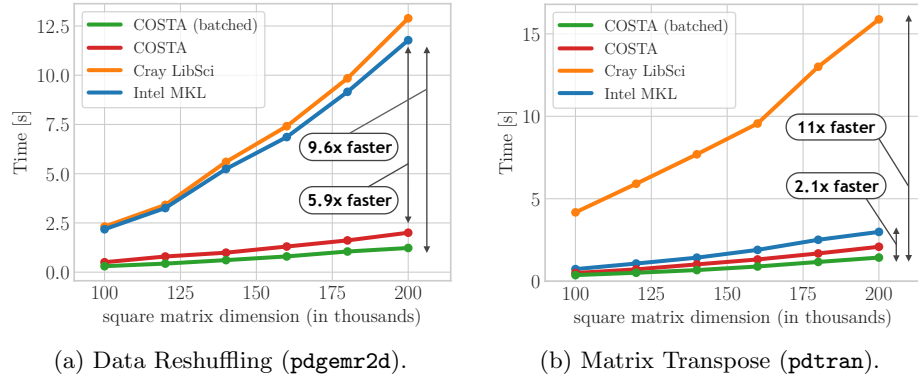 COSTA (batched)
COSTA
Cray LibSci
Intel MKL
Time [s]
12.5
10.0
7.5
5.0
2.5
0.0
9.6x faster
5.9x faster
100 125 150 175 200
square matrix dimension (in thousands)
(a) Data Reshuffling (pdgemr2d).
COSTA (batched)
COSTA
Cray LibSci
Intel MKL
Time [s]
15
10
5
0
11x faster
2.1x faster
100 125 150 175 200
square matrix dimension (in thousands)
(b) Matrix Transpose (pdtran).